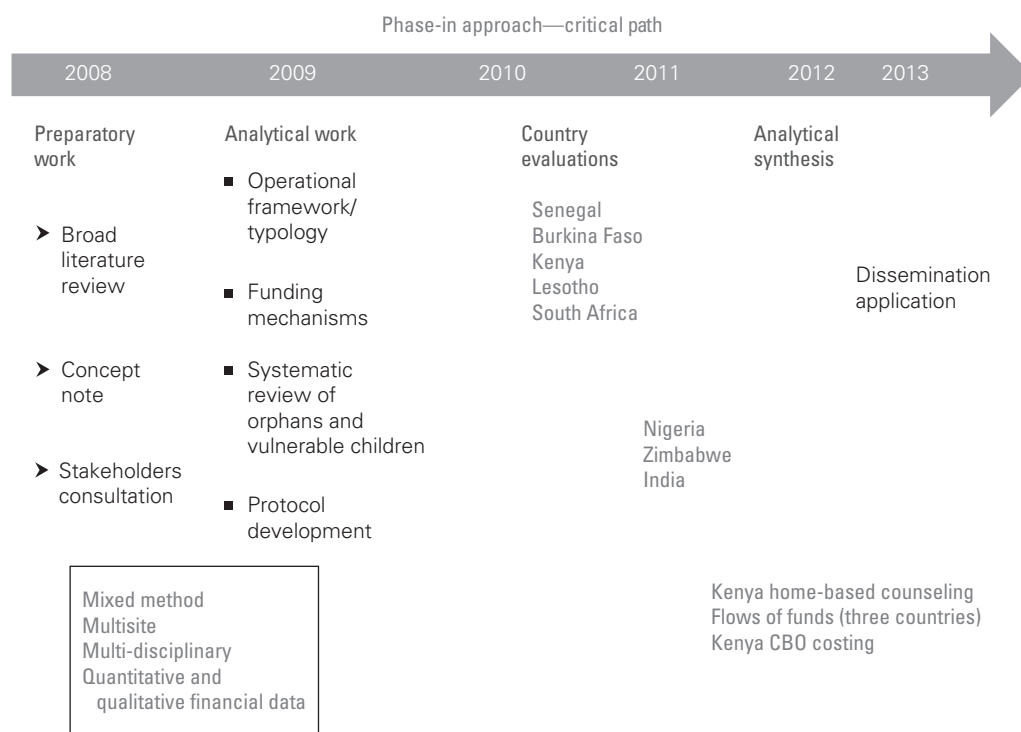 Phase-in approach—critical path
2008 2009 2010 2011 2012 2013
Preparatory
work
Broad
literature
review
Concept
note
Stakeholders
consultation
Analytical work
Operational
framework/
typology
Funding
mechanisms
Systematic
review of
orphans and
vulnerable children
Protocol
development
Country
evaluations
Senegal
Burkina Faso
Kenya
Lesotho
South Africa
Nigeria
Zimbabwe
India
Analytical
synthesis
Dissemination
application
Mixed method
Multisite
Multi-disciplinary
Quantitative and
qualitative financial data
Kenya home-based counseling
Flows of funds (three countries)
Kenya CBO costing